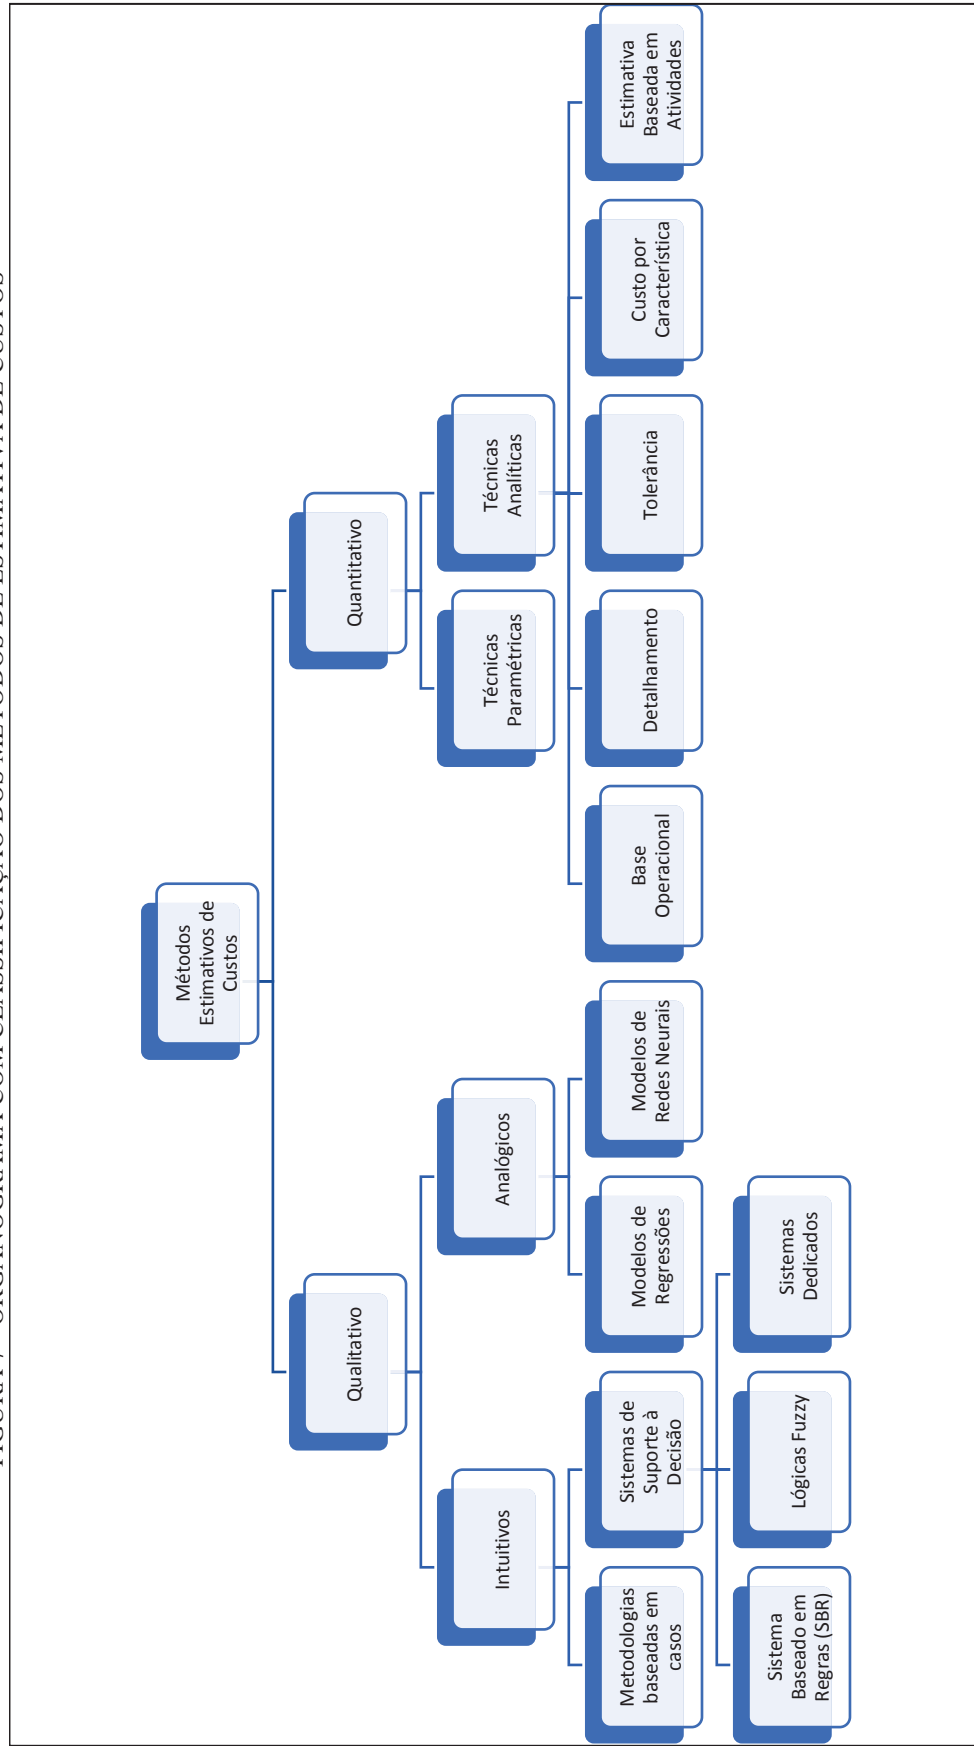 Métodos
Estimativos de
Custos
Qualitativo
Quantitativo
Intuitivos
Analógicos
Técnicas
Paramétricas
Técnicas
Analíticas
Metodologias
baseadas em
casos
Sistemas de
Suporte à
Decisão
Modelos de
Regressões
Modelos de
Redes Neurais
Base
Operacional
Detalhamento
Tolerância
Custo por
Característica
Estimativa
Baseada em
Atividades
Sistema
Baseado em
Regras (SBR)
Lógicas Fuzzy
Sistemas
Dedicados